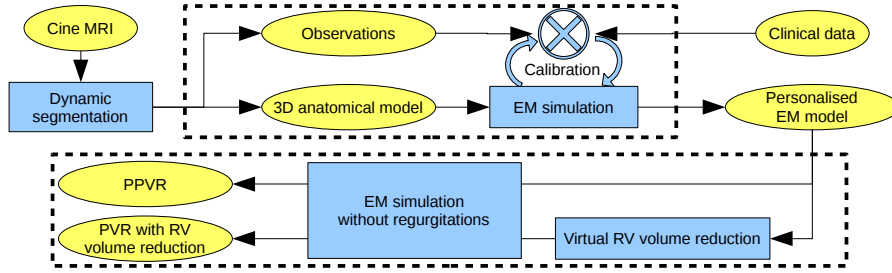 Cine MRI
Observations
Clinical data
Calibration
Dynamic
segmentation
3D anatomical model
EM simulation
Personalised
EM model
PPVR
EM simulation
without regurgitations
PVR with RV
volume reduction
Virtual RV volume reduction